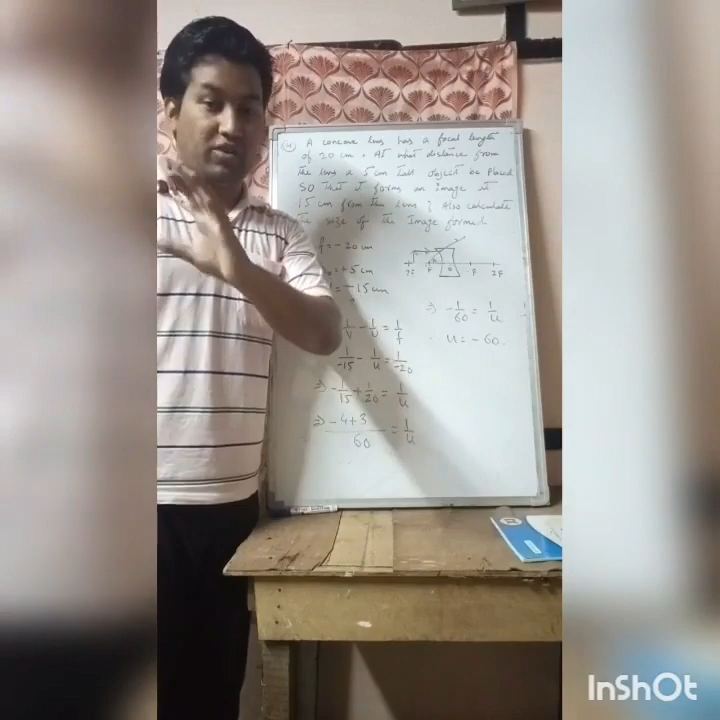 (4) A concave lens has a focal length
of 20 cm. At what distance from
the lens a 5 cm tall object be placed
so that it forms an image at
15 cm from the lens? Also calculate
the size of the Image formed.
f = -20 cm
= +5 cm
= -15 cm
1/v - 1/u = 1/f
1/-15 - 1/u = 1/-20
⇒ -1/15 + 1/20 = 1/u
⇒ -4+3/60 = 1/u
⇒ -1/60 = 1/u
u = -60.
2F F F 2F
InShOt